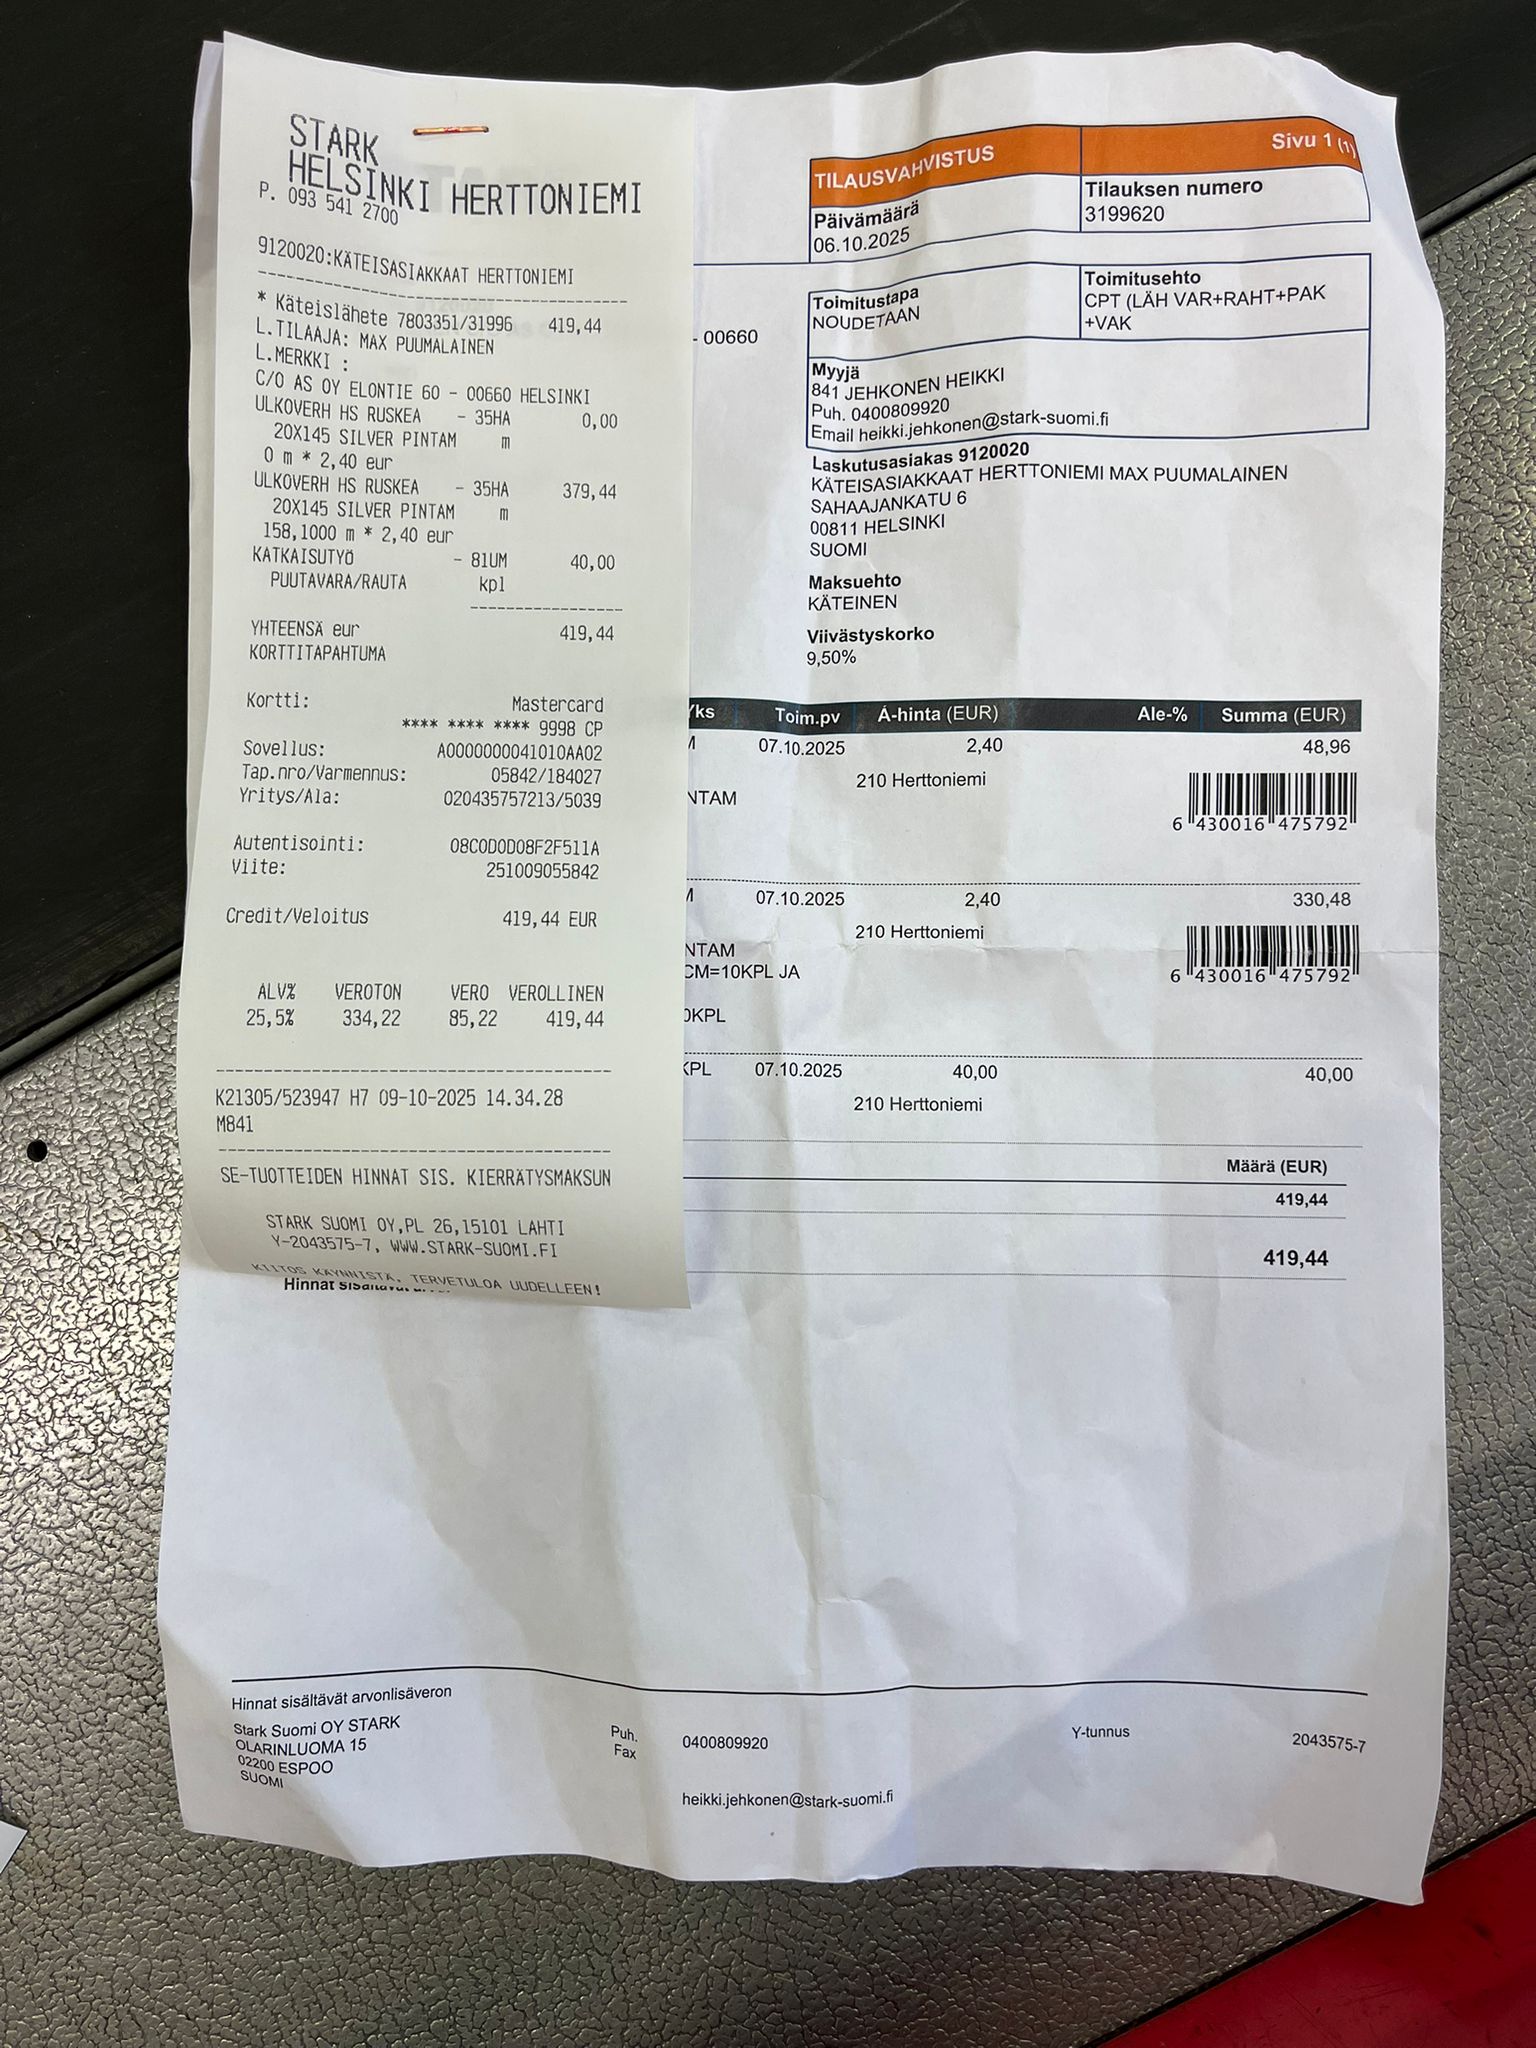 STARK
HELSINKI HERTTONIEMI
P. 093 541 2700
9120020:KÄTEISASIAKKAAT HERTTONIEMI
* Käteislähete 7803351/31996 419,44
L.TILAAJA: MAX PUUMALAINEN
L.MERKKI :
C/O AS OY ELONTIE 60 - 00660 HELSINKI
ULKOVERH HS RUSKEA - 35HA 0,00
20X145 SILVER PINTAM m
0 m * 2,40 eur
ULKOVERH HS RUSKEA - 35HA 379,44
20X145 SILVER PINTAM m
158,1000 m * 2,40 eur
KATKAISUTYÖ - 81UM 40,00
PUUTAVARA/RAUTA kpl
YHTEENSÄ eur 419,44
KORTTITAPAHTUMA
Kortti: Mastercard
**** **** **** 9998 CP
Sovellus: A0000000041010AA02
Tap.nro/Varmennus: 05842/184027
Yritys/Ala: 020435757213/5039
Autentisointi: 08C0D0D08F2F511A
Viite: 251009055842
Credit/Veloitus 419,44 EUR
ALV% VEROTON VERO VEROLLINEN
25,5% 334,22 85,22 419,44
K21305/523947 H7 09-10-2025 14.34.28
M841
SE-TUOTTEIDEN HINNAT SIS. KIERRÄTYSMAKSUN
STARK SUOMI OY,PL 26,15101 LAHTI
Y-2043575-7, WWW.STARK-SUOMI.FI
KIITOS KÄYNNISTÄ, TERVETULOA UUDELLEEN!
TILAUSVAHVISTUS Sivu 1 (1)
Päivämäärä
06.10.2025
Tilauksen numero
3199620
Toimitustapa
NOUDETAAN
Toimitusehto
CPT (LÄH VAR+RAHT+PAK
+VAK
- 00660
Myyjä
841 JEHKONEN HEIKKI
Puh. 0400809920
Email heikki.jehkonen@stark-suomi.fi
Laskutusasiakas 9120020
KÄTEISASIAKKAAT HERTTONIEMI MAX PUUMALAINEN
SAHAAJANKATU 6
00811 HELSINKI
SUOMI
Maksuehto
KÄTEINEN
Viivästyskorko
9,50%
Yks Toim.pv Á-hinta (EUR) Ale-% Summa (EUR)
M 07.10.2025 2,40 48,96
210 Herttoniemi
NTAM
6 430016 475792
M 07.10.2025 2,40 330,48
210 Herttoniemi
NTAM
CM=10KPL JA
6 430016 475792
0KPL
KPL 07.10.2025 40,00 40,00
210 Herttoniemi
Määrä (EUR)
419,44
419,44
Hinnat
Hinnat sisältävät arvonlisäveron
Stark Suomi OY STARK
OLARINLUOMA 15
02200 ESPOO
SUOMI
Puh. 0400809920
Fax
heikki.jehkonen@stark-suomi.fi
Y-tunnus 2043575-7